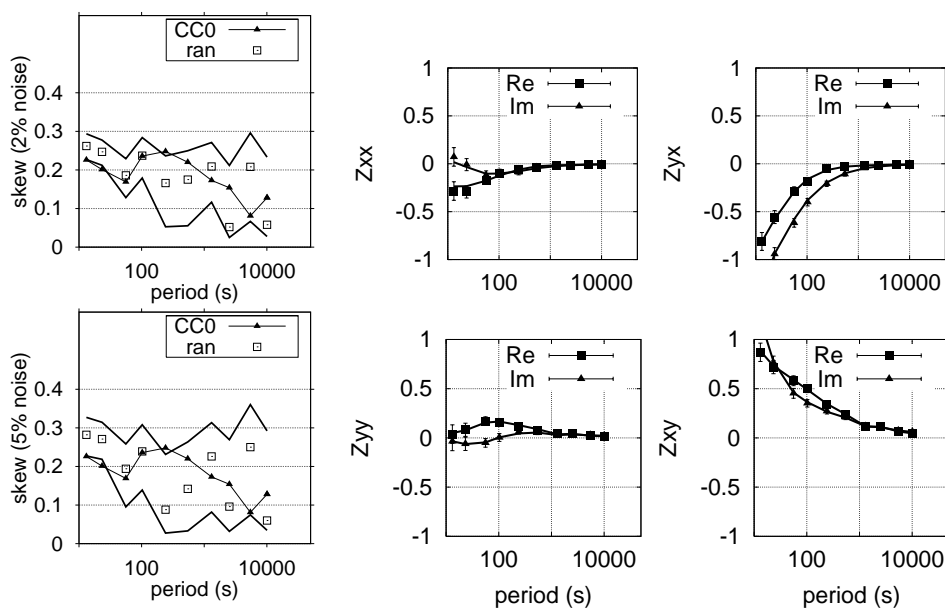 CC0
ran
skew (2% noise)
0.4
0.3
0.2
0.1
0
100
10000
period (s)
CC0
ran
skew (5% noise)
0.4
0.3
0.2
0.1
0
100
10000
period (s)
Re
Im
Zxx
1
0.5
0
-0.5
-1
100
10000
Re
Im
Zyx
1
0.5
0
-0.5
-1
100
10000
Re
Im
Zyy
1
0.5
0
-0.5
-1
100
10000
period (s)
Re
Im
Zxy
1
0.5
0
-0.5
-1
100
10000
period (s)